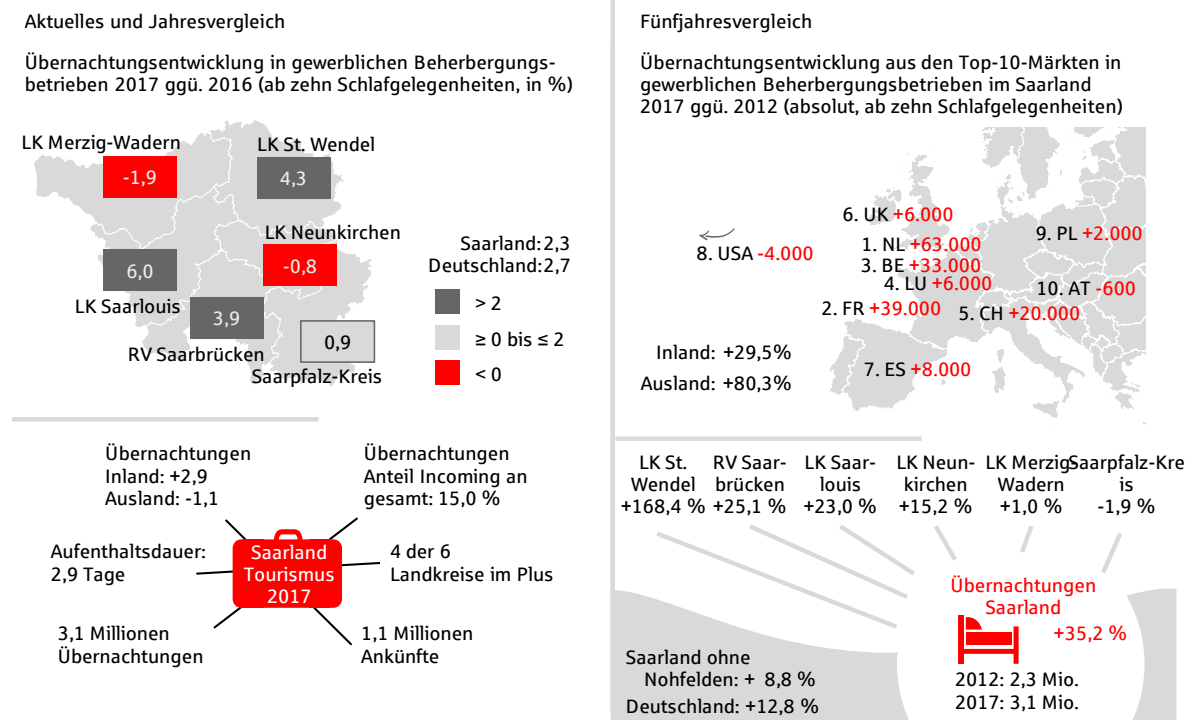 Aktuelles und Jahresvergleich
Übernachtungsentwicklung in gewerblichen Beherbergungs-
betrieben 2017 ggü. 2016 (ab zehn Schlafgelegenheiten, in %)
LK Merzig-Wadern
-1,9
LK St. Wendel
4,3
LK Neunkirchen
-0,8
6,0
LK Saarlouis
3,9
RV Saarbrücken
0,9
Saarpfalz-Kreis
Saarland: 2,3
Deutschland: 2,7
> 2
≥ 0 bis ≤ 2
< 0
Übernachtungen
Inland: +2,9
Ausland: -1,1
Übernachtungen
Anteil Incoming an
gesamt: 15,0 %
Aufenthaltsdauer:
2,9 Tage
Saarland
Tourismus
2017
4 der 6
Landkreise im Plus
3,1 Millionen
Übernachtungen
1,1 Millionen
Ankünfte
Fünfjahresvergleich
Übernachtungsentwicklung aus den Top-10-Märkten in
gewerblichen Beherbergungsbetrieben im Saarland
2017 ggü. 2012 (absolut, ab zehn Schlafgelegenheiten)
6. UK +6.000
9. PL +2.000
1. NL +63.000
8. USA -4.000
3. BE +33.000
4. LU +6.000
10. AT -600
2. FR +39.000
5. CH +20.000
Inland: +29,5%
7. ES +8.000
Ausland: +80,3%
LK St.
Wendel
+168,4 %
RV Saar-
brücken
+25,1 %
LK Saar-
louis
+23,0 %
LK Neun-
kirchen
+15,2 %
LK Merzig-
Wadern
+1,0 %
Saarpfalz-Kre
is
-1,9 %
Übernachtungen
Saarland
+35,2 %
2012: 2,3 Mio.
2017: 3,1 Mio.
Saarland ohne
Nohfelden: + 8,8 %
Deutschland: +12,8 %